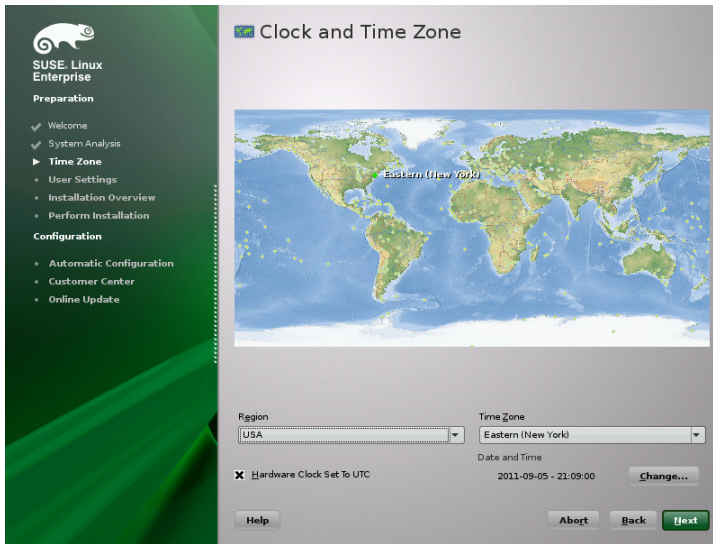 SUSE. Linux
Enterprise
Preparation
Welcome
System Analysis
Time Zone
User Settings
Installation Overview
Perform Installation
Configuration
Automatic Configuration
Customer Center
Online Update
Clock and Time Zone
Eastern (New York)
Region
USA
Time Zone
Eastern (New York)
Hardware Clock Set To UTC
Date and Time
2011-09-05 - 21:09:00
Change...
Help
Abort
Back
Next